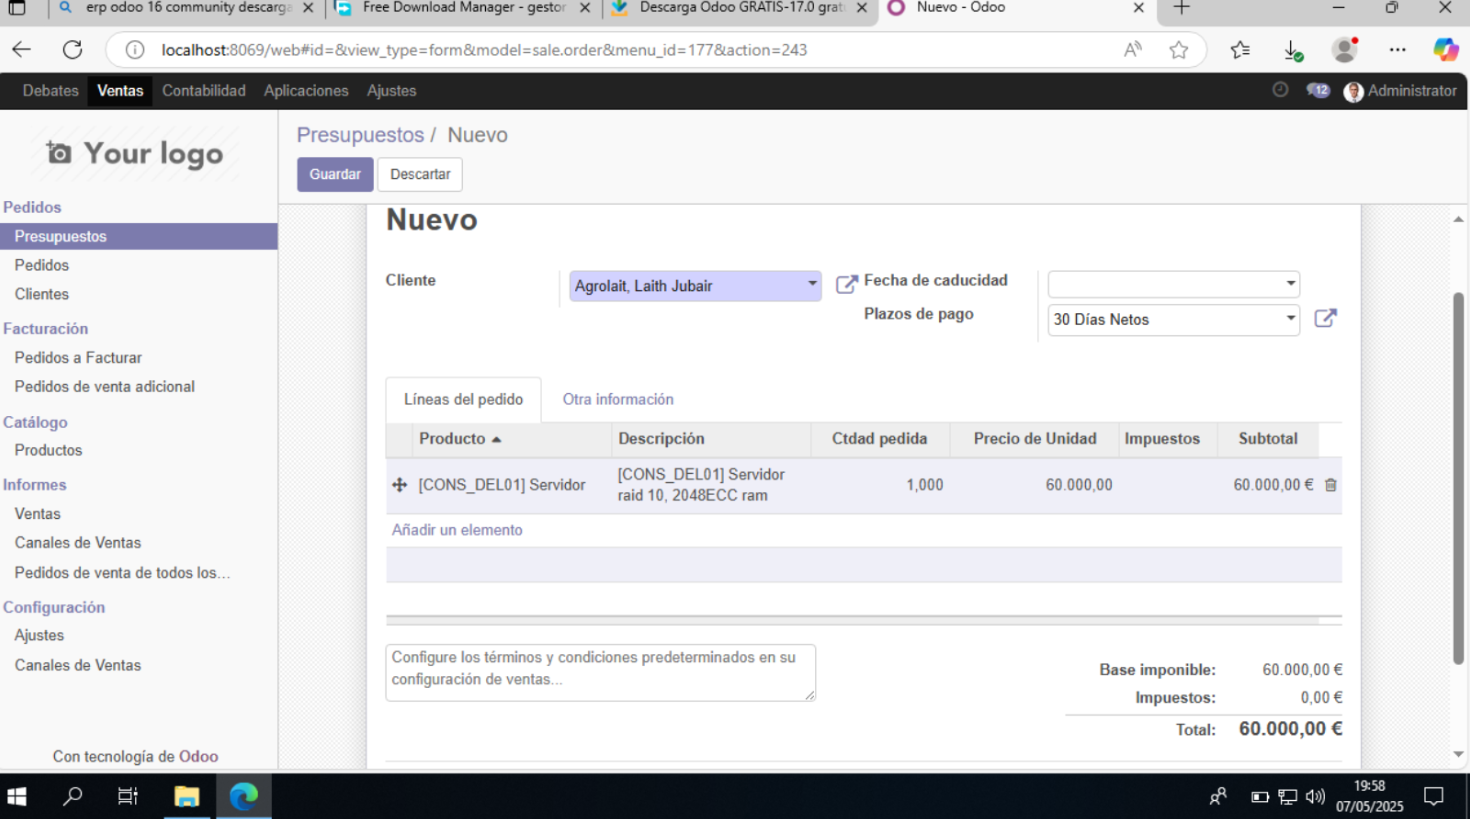 erp odoo 16 community descarga
Free Download Manager - gestor
Descarga Odoo GRATIS-17.0 grat
Nuevo - Odoo
localhost:8069/web#id=&view_type=form&model=sale.order&menu_id=177&action=243
Debates Ventas Contabilidad Aplicaciones Ajustes
12 Administrator
Your logo
Pedidos
Presupuestos
Pedidos
Clientes
Facturación
Pedidos a Facturar
Pedidos de venta adicional
Catálogo
Productos
Informes
Ventas
Canales de Ventas
Pedidos de venta de todos los...
Configuración
Ajustes
Canales de Ventas
Con tecnología de Odoo
Presupuestos / Nuevo
Guardar Descartar
Nuevo
Cliente
Agrolait, Laith Jubair
Fecha de caducidad
Plazos de pago
30 Días Netos
Líneas del pedido Otra información
Producto Descripción Ctdad pedida Precio de Unidad Impuestos Subtotal
[CONS_DEL01] Servidor
[CONS_DEL01] Servidor
raid 10, 2048ECC ram
1,000 60.000,00 60.000,00 €
Añadir un elemento
Configure los términos y condiciones predeterminados en su
configuración de ventas...
Base imponible: 60.000,00 €
Impuestos: 0,00 €
Total: 60.000,00 €
19:58
07/05/2025